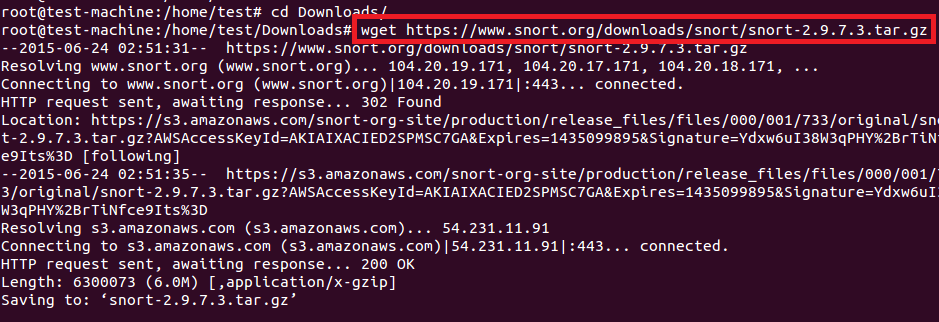 root@test-machine:/home/test# cd Downloads/
root@test-machine:/home/test/Downloads# wget https://www.snort.org/downloads/snort/snort-2.9.7.3.tar.gz
--2015-06-24 02:51:31--  https://www.snort.org/downloads/snort/snort-2.9.7.3.tar.gz
Resolving www.snort.org (www.snort.org)... 104.20.19.171, 104.20.17.171, 104.20.18.171, ...
Connecting to www.snort.org (www.snort.org)|104.20.19.171|:443... connected.
HTTP request sent, awaiting response... 302 Found
Location: https://s3.amazonaws.com/snort-org-site/production/release_files/files/000/001/733/original/sno
t-2.9.7.3.tar.gz?AWSAccessKeyId=AKIAIXACIED2SPMSC7GA&Expires=1435099895&Signature=Ydxw6uI38W3qPHY%2BrTiNf
e9Its%3D [following]
--2015-06-24 02:51:35--  https://s3.amazonaws.com/snort-org-site/production/release_files/files/000/001/7
3/original/snort-2.9.7.3.tar.gz?AWSAccessKeyId=AKIAIXACIED2SPMSC7GA&Expires=1435099895&Signature=Ydxw6uI
W3qPHY%2BrTiNfce9Its%3D
Resolving s3.amazonaws.com (s3.amazonaws.com)... 54.231.11.91
Connecting to s3.amazonaws.com (s3.amazonaws.com)|54.231.11.91|:443... connected.
HTTP request sent, awaiting response... 200 OK
Length: 6300073 (6.0M) [,application/x-gzip]
Saving to: ‘snort-2.9.7.3.tar.gz’